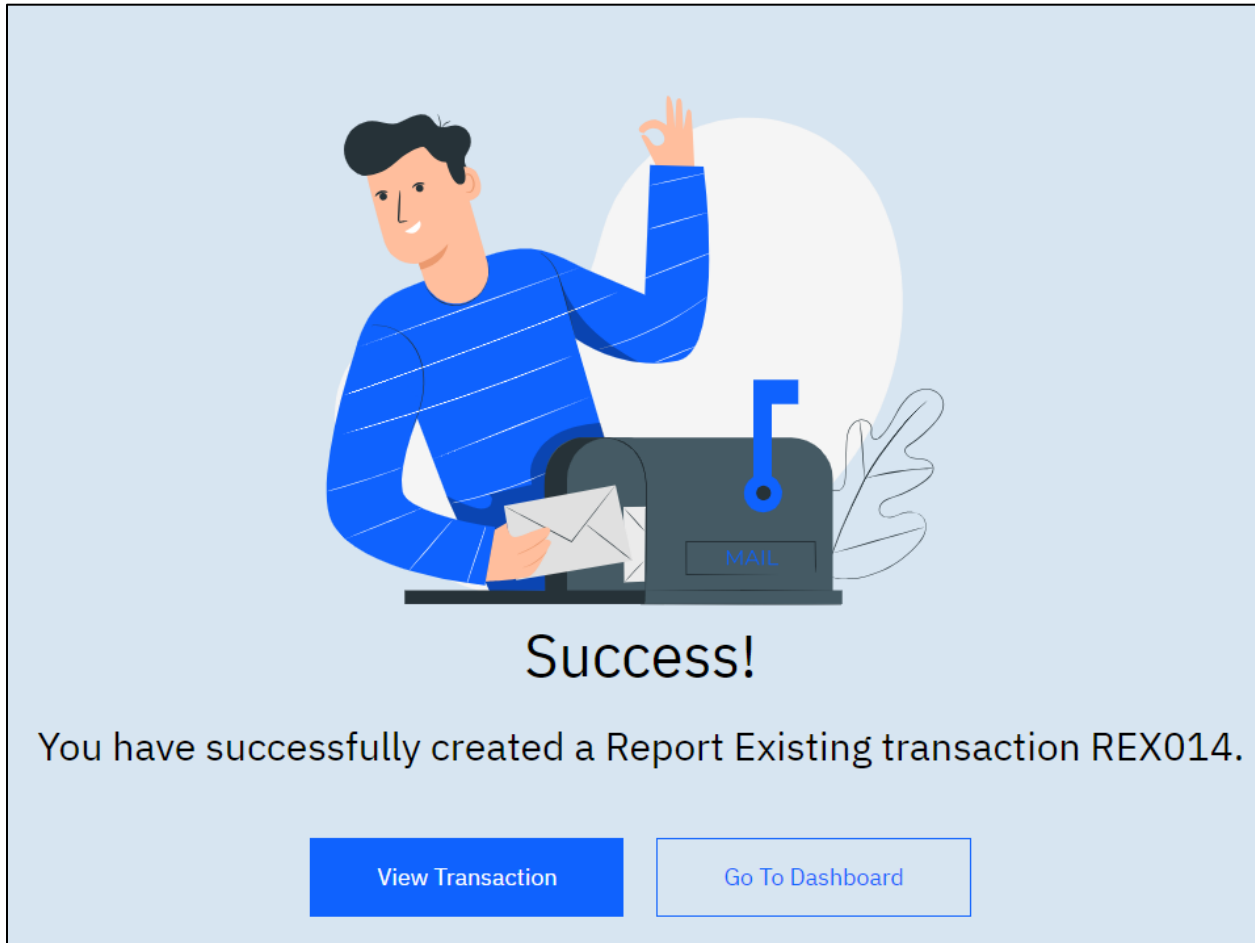 MAIL
Success!
You have successfully created a Report Existing transaction REX014.
View Transaction
Go To Dashboard